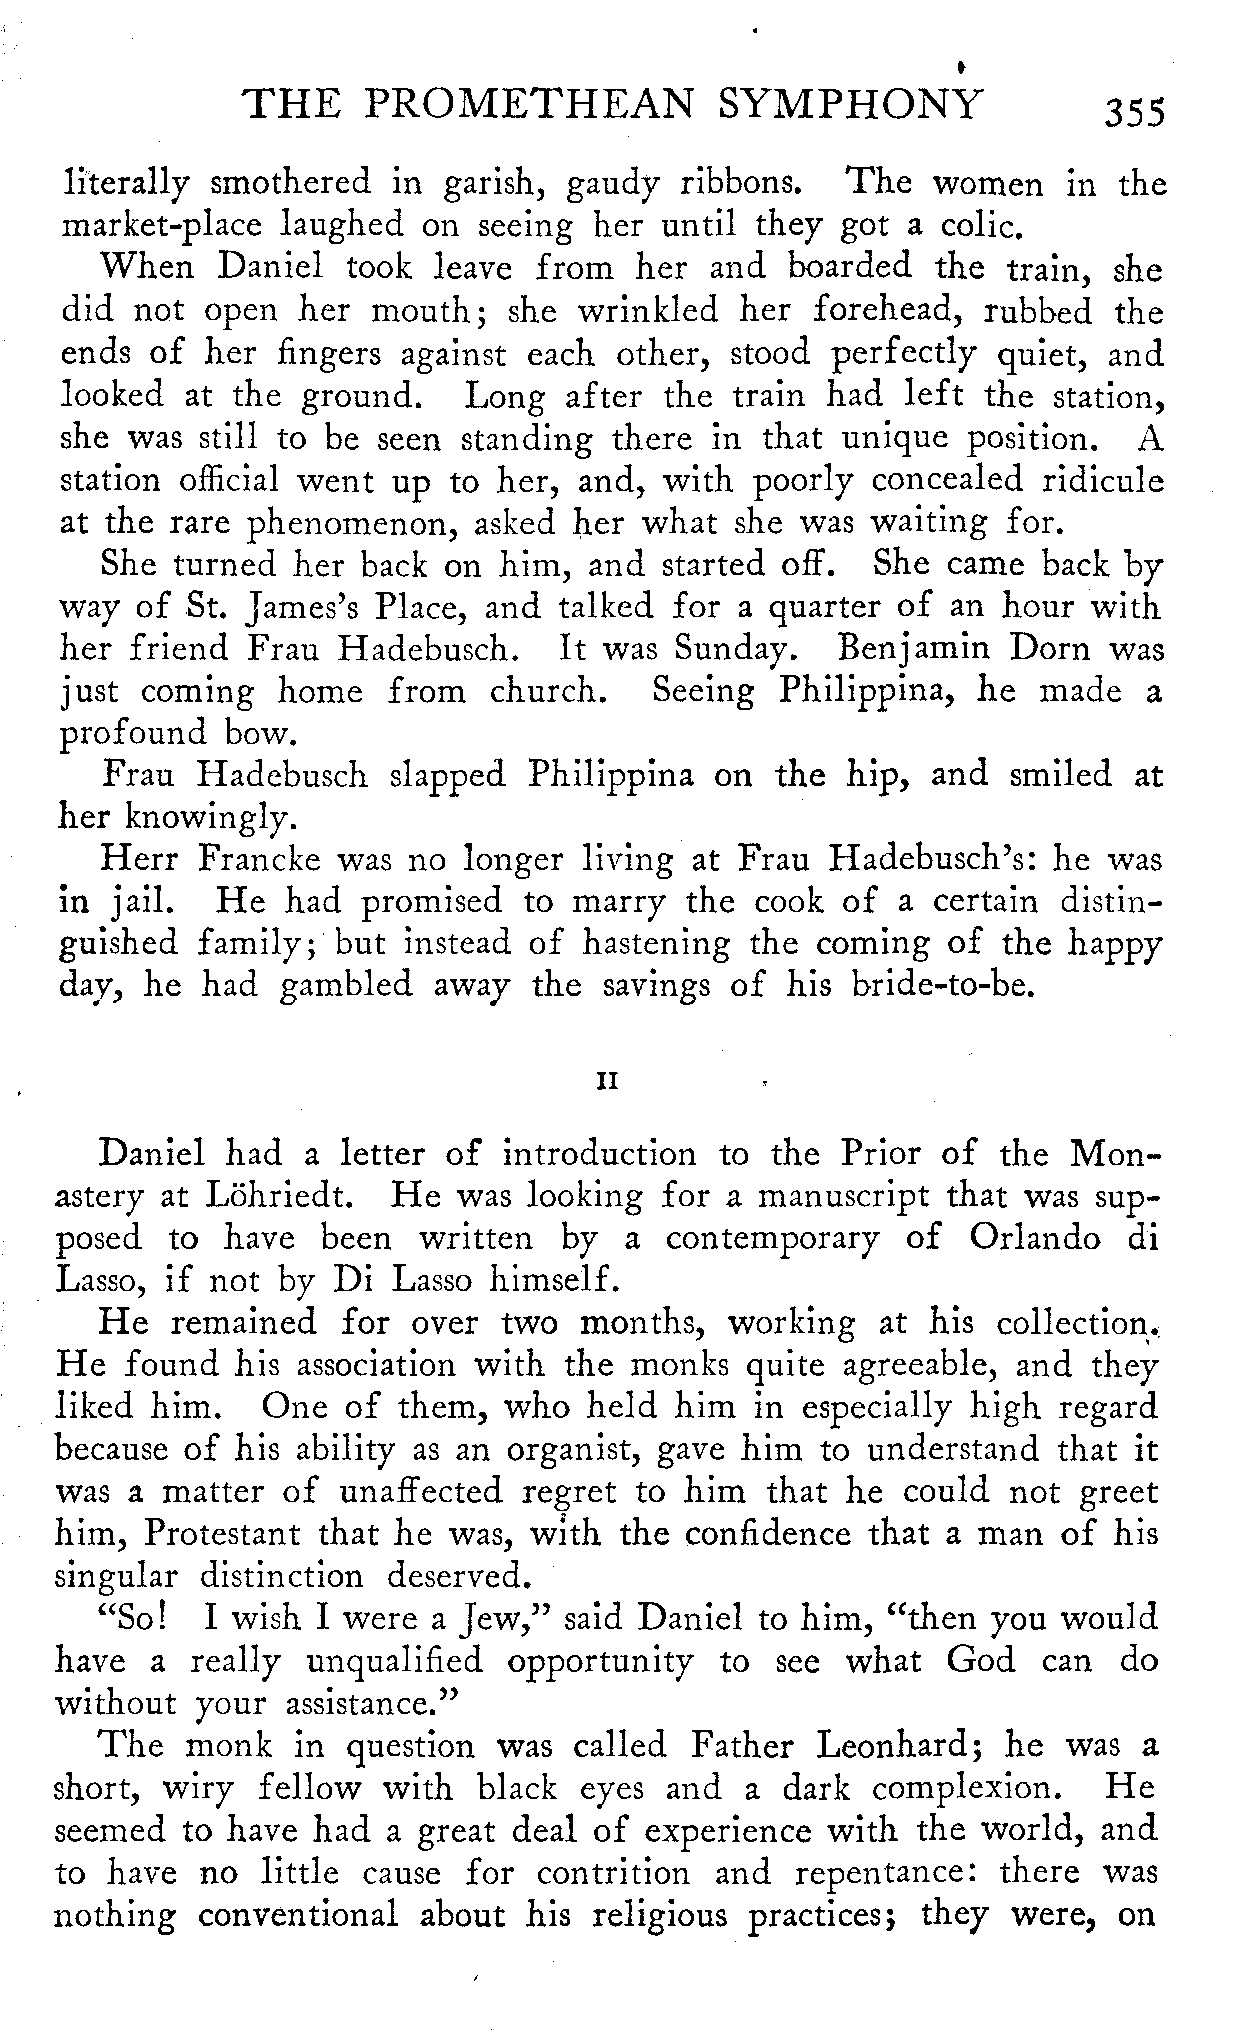 THE PROMETHEAN SYMPHONY 355
literally smothered in garish, gaudy ribbons. The women in the
market-place laughed on seeing her until they got a colic.
When Daniel took leave from her and boarded the train, she
did not open her mouth; she wrinkled her forehead, rubbed the
ends of her fingers against each other, stood perfectly quiet, and
looked at the ground. Long after the train had left the station,
she was still to be seen standing there in that unique position. A
station official went up to her, and, with poorly concealed ridicule
at the rare phenomenon, asked her what she was waiting for.
She turned her back on him, and started off. She came back by
way of St. James's Place, and talked for a quarter of an hour with
her friend Frau Hadebusch. It was Sunday. Benjamin Dorn was
just coming home from church. Seeing Philippina, he made a
profound bow.
Frau Hadebusch slapped Philippina on the hip, and smiled at
her knowingly.
Herr Francke was no longer living at Frau Hadebusch's: he was
in jail. He had promised to marry the cook of a certain distin-
guished family; but instead of hastening the coming of the happy
day, he had gambled away the savings of his bride-to-be.
II
Daniel had a letter of introduction to the Prior of the Mon-
astery at Löhriedt. He was looking for a manuscript that was sup-
posed to have been written by a contemporary of Orlando di
Lasso, if not by Di Lasso himself.
He remained for over two months, working at his collection.
He found his association with the monks quite agreeable, and they
liked him. One of them, who held him in especially high regard
because of his ability as an organist, gave him to understand that it
was a matter of unaffected regret to him that he could not greet
him, Protestant that he was, with the confidence that a man of his
singular distinction deserved.
"So! I wish I were a Jew," said Daniel to him, "then you would
have a really unqualified opportunity to see what God can do
without your assistance."
The monk in question was called Father Leonhard; he was a
short, wiry fellow with black eyes and a dark complexion. He
seemed to have had a great deal of experience with the world, and
to have no little cause for contrition and repentance: there was
nothing conventional about his religious practices; they were, on